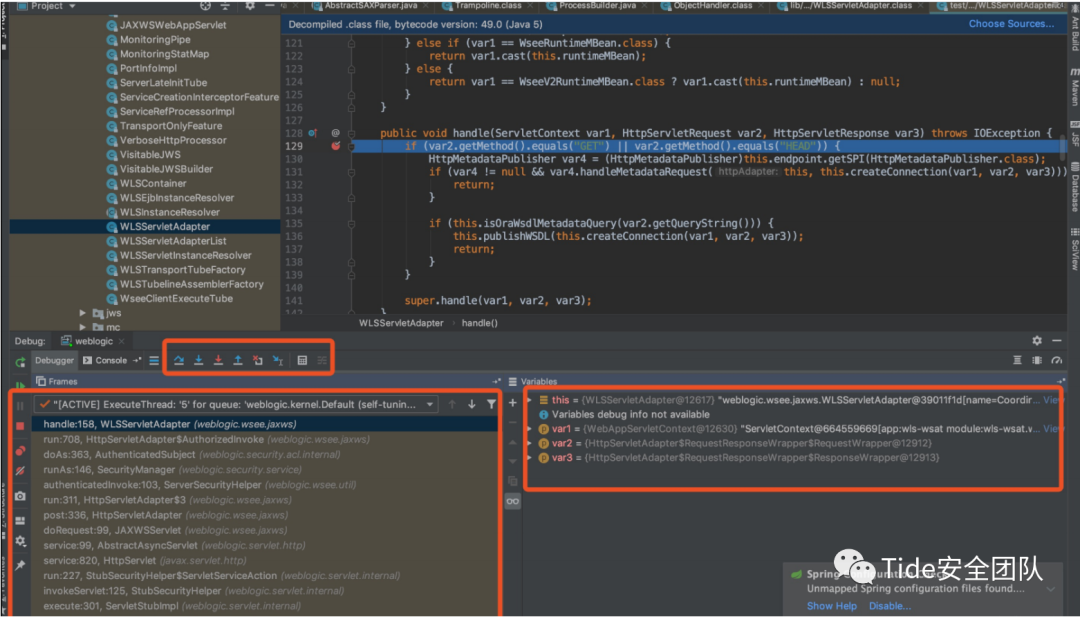 Project
AbstractSAXParser.java
Trampoline.class
ProcessBuilder.java
ObjectHandler.class
lib/.../WLSServletAdapter.class
test/.../WLSServletAdapter
Decompiled .class file, bytecode version: 49.0 (Java 5)
Choose Sources...
JAXWSWebAppServlet
MonitoringPipe
MonitoringStatMap
PortInfoImpl
ServerLateInitTube
ServiceCreationInterceptorFeature
ServiceRefProcessorImpl
TransportOnlyFeature
VerboseHttpProcessor
VisitableJWS
VisitableJWSBuilder
WLSContainer
WLSEjbInstanceResolver
WLSInstanceResolver
WLSServletAdapter
WLSServletAdapterList
WLSServletInstanceResolver
WLSTransportTubeFactory
WLSTubelineAssemblerFactory
WseeClientExecuteTube
jws
mc
121 } else if (var1 == WseeRuntimeMBean.class) {
122 return var1.cast(this.runtimeMBean);
123 } else {
124 return var1 == WseeV2RuntimeMBean.class ? var1.cast(this.runtimeMBean) : null;
125 }
126 }
127
128 @ public void handle(ServletContext var1, HttpServletRequest var2, HttpServletResponse var3) throws IOException {
129 if (var2.getMethod().equals("GET") || var2.getMethod().equals("HEAD")) {
130 HttpMetadataPublisher var4 = (HttpMetadataPublisher)this.endpoint.getSPI(HttpMetadataPublisher.class);
131 if (var4 != null && var4.handleMetadataRequest( httpAdapter: this, this.createConnection(var1, var2, var3)))
132 return;
133 }
134
135 if (this.isOraWsdlMetadataQuery(var2.getQueryString())) {
136 this.publishWSDL(this.createConnection(var1, var2, var3));
137 return;
138 }
139 }
140
141 super.handle(var1, var2, var3);
142 }
WLSServletAdapter › handle()
Ant Build
Maven
JSF
Database
SciView
Debug: weblogic
Debugger
Console
Frames
"[ACTIVE] ExecuteThread: '5' for queue: 'weblogic.kernel.Default (self-tunin...
handle:158, WLSServletAdapter (weblogic.wsee.jaxws)
run:708, HttpServletAdapter$AuthorizedInvoke (weblogic.wsee.jaxws)
doAs:363, AuthenticatedSubject (weblogic.security.acl.internal)
runAs:146, SecurityManager (weblogic.security.service)
authenticatedInvoke:103, ServerSecurityHelper (weblogic.wsee.util)
run:311, HttpServletAdapter$3 (weblogic.wsee.jaxws)
post:336, HttpServletAdapter (weblogic.wsee.jaxws)
doRequest:99, JAXWSServlet (weblogic.wsee.jaxws)
service:99, AbstractAsyncServlet (weblogic.servlet.http)
service:820, HttpServlet (javax.servlet.http)
run:227, StubSecurityHelper$ServletServiceAction (weblogic.servlet.internal)
invokeServlet:125, StubSecurityHelper (weblogic.servlet.internal)
execute:301, ServletStubImpl (weblogic.servlet.internal)
Variables
this = {WLSServletAdapter@12617} "weblogic.wsee.jaxws.WLSServletAdapter@39011f1d[name=Coordir... View
Variables debug info not available
var1 = {WebAppServletContext@12630} "ServletContext@664559669[app:wls-wsat module:wls-wsat.w... View
var2 = {HttpServletAdapter$RequestResponseWrapper$RequestWrapper@12912}
var3 = {HttpServletAdapter$RequestResponseWrapper$ResponseWrapper@12913}
Spring Configuration Check
Unmapped Spring configuration files found....
Show Help Disable...
Tide安全团队